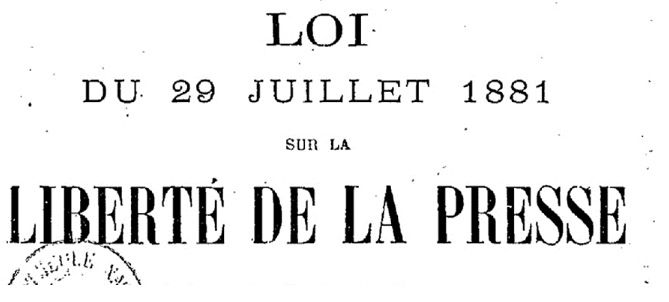 LOI
DU 29 JUILLET 1881
SUR LA
LIBERTÉ DE LA PRESSE